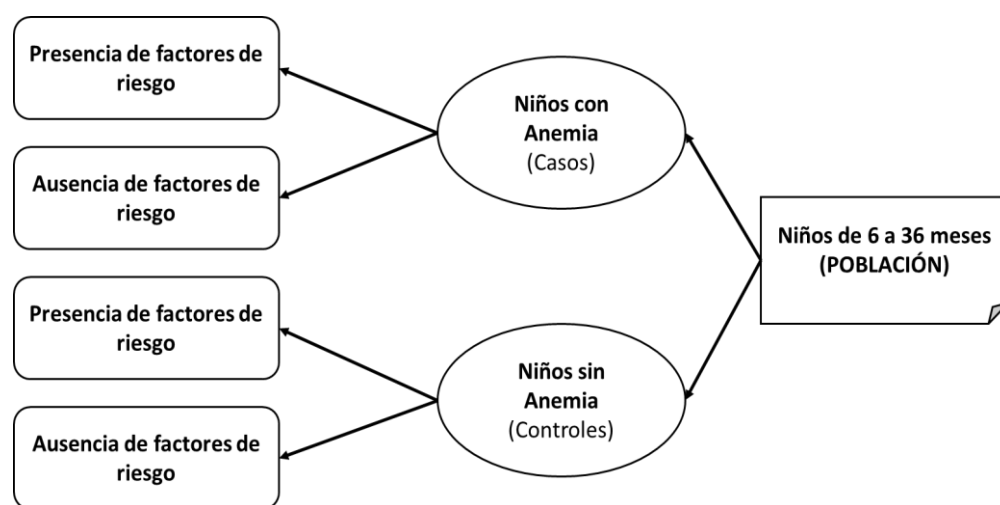 Presencia de factores de
riesgo
Ausencia de factores de
riesgo
Presencia de factores de
riesgo
Ausencia de factores de
riesgo
Niños con
Anemia
(Casos)
Niños sin
Anemia
(Controles)
Niños de 6 a 36 meses
(POBLACIÓN)